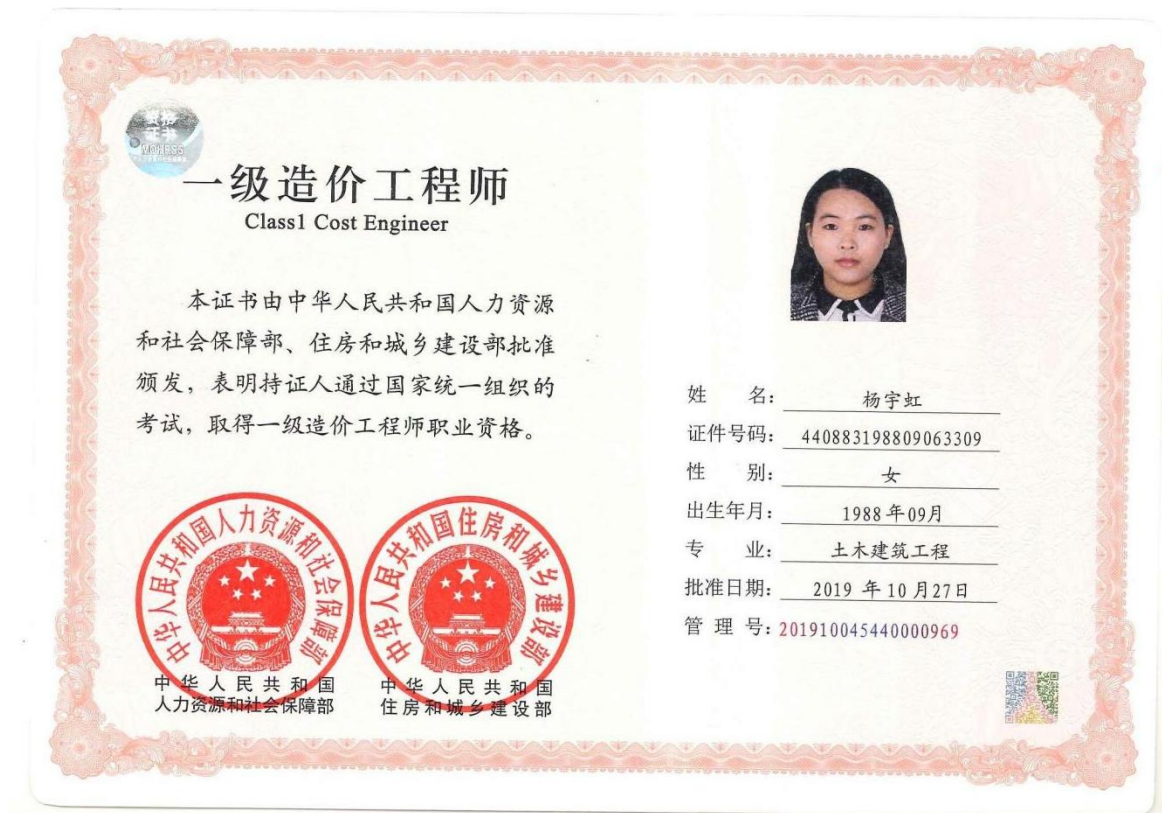 资格
证书
MOHRSS
一级造价工程师
Class1 Cost Engineer
本证书由中华人民共和国人力资源
和社会保障部、住房和城乡建设部批准
颁发，表明持证人通过国家统一组织的
考试，取得一级造价工程师职业资格。
中华人民共和国人力资源和社会保障部
中华人民共和国住房和城乡建设部
中华人民共和国
人力资源和社会保障部
中华人民共和国
住房和城乡建设部
姓 名: 杨宇虹
证件号码: 440883198809063309
性 别: 女
出生年月: 1988年09月
专 业: 土木建筑工程
批准日期: 2019 年 10 月27日
管 理 号: 201910045440000969